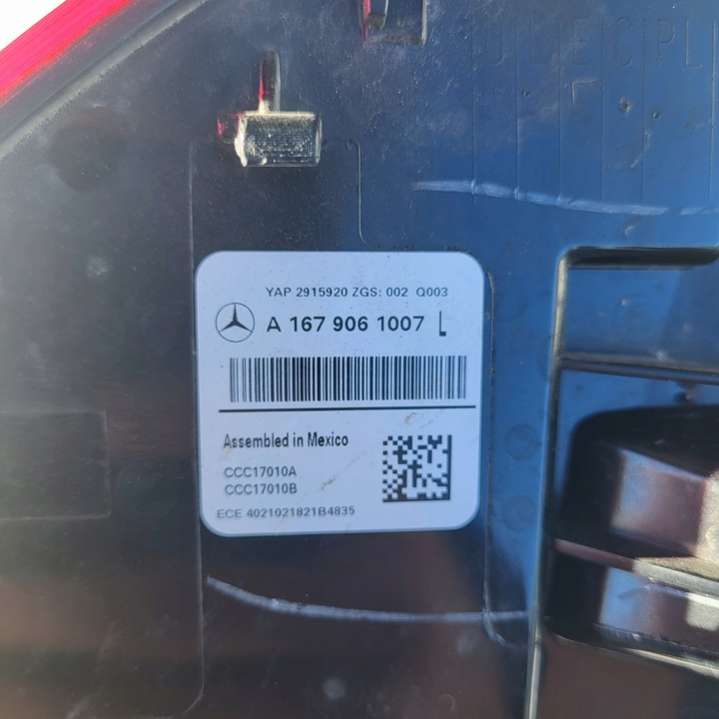 YAP 2915920 ZGS: 002 Q003
A 167 906 1007 L
Assembled in Mexico
CCC17010A
CCC17010B
ECE 4021021821B4835